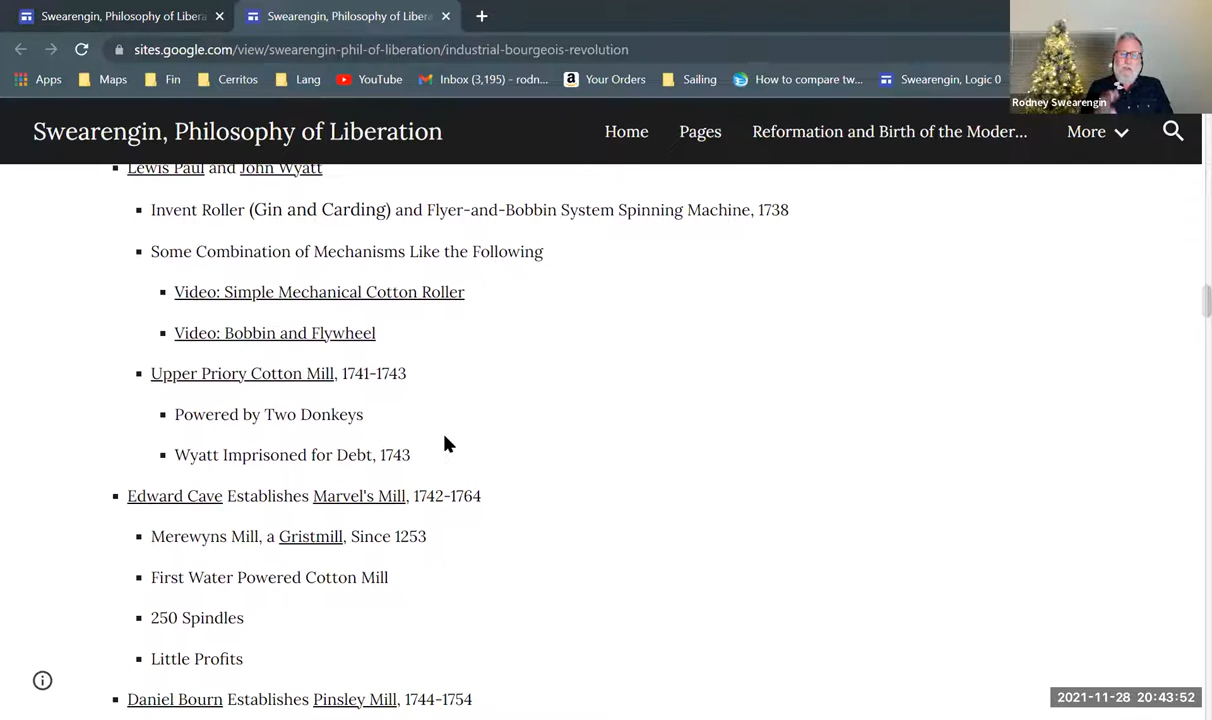 Swearengin, Philosophy of Libera
Swearengin, Philosophy of Libera
sites.google.com/view/swearengin-phil-of-liberation/industrial-bourgeois-revolution
Apps Maps Fin Cerritos Lang YouTube Inbox (3,195) - rodn... Your Orders Sailing How to compare tw... Swearengin, Logic 0
Rodney Swearengin
Swearengin, Philosophy of Liberation
Home Pages Reformation and Birth of the Moder... More
Lewis Paul and John Wyatt
Invent Roller (Gin and Carding) and Flyer-and-Bobbin System Spinning Machine, 1738
Some Combination of Mechanisms Like the Following
Video: Simple Mechanical Cotton Roller
Video: Bobbin and Flywheel
Upper Priory Cotton Mill, 1741-1743
Powered by Two Donkeys
Wyatt Imprisoned for Debt, 1743
Edward Cave Establishes Marvel's Mill, 1742-1764
Merewyns Mill, a Gristmill, Since 1253
First Water Powered Cotton Mill
250 Spindles
Little Profits
Daniel Bourn Establishes Pinsley Mill, 1744-1754
2021-11-28 20:43:52